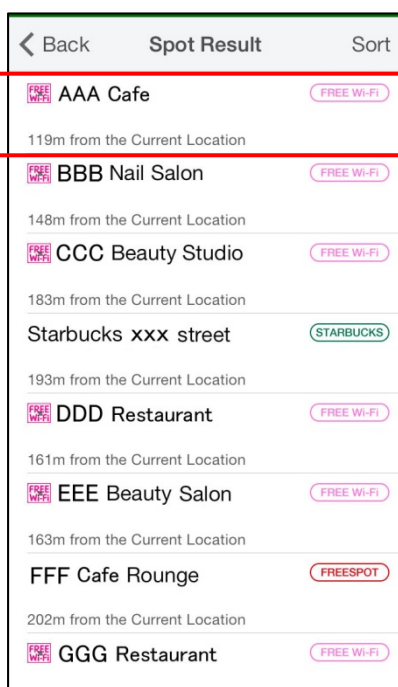 Back Spot Result Sort
FREE Wi-Fi AAA Cafe FREE Wi-Fi
119m from the Current Location
FREE Wi-Fi BBB Nail Salon FREE Wi-Fi
148m from the Current Location
FREE Wi-Fi CCC Beauty Studio FREE Wi-Fi
183m from the Current Location
Starbucks xxx street STARBUCKS
193m from the Current Location
FREE Wi-Fi DDD Restaurant FREE Wi-Fi
161m from the Current Location
FREE Wi-Fi EEE Beauty Salon FREE Wi-Fi
163m from the Current Location
FFF Cafe Rounge FREESPOT
202m from the Current Location
FREE Wi-Fi GGG Restaurant FREE Wi-Fi